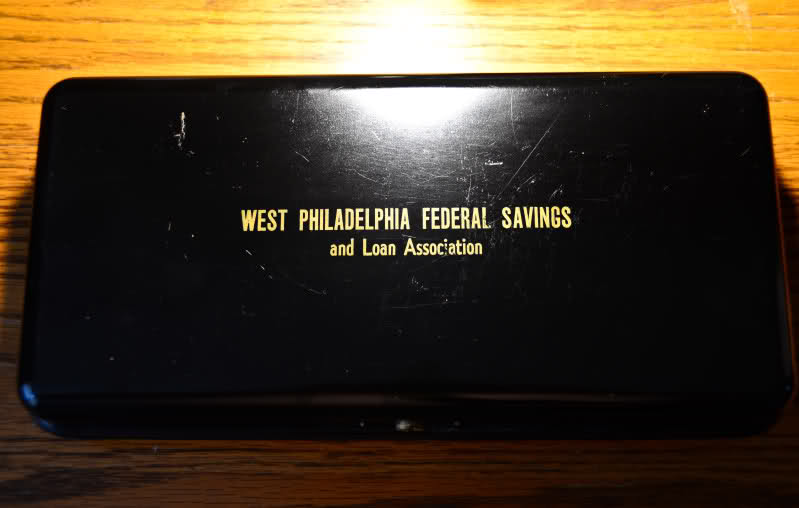 WEST PHILADELPHIA FEDERAL SAVINGS
and Loan Association